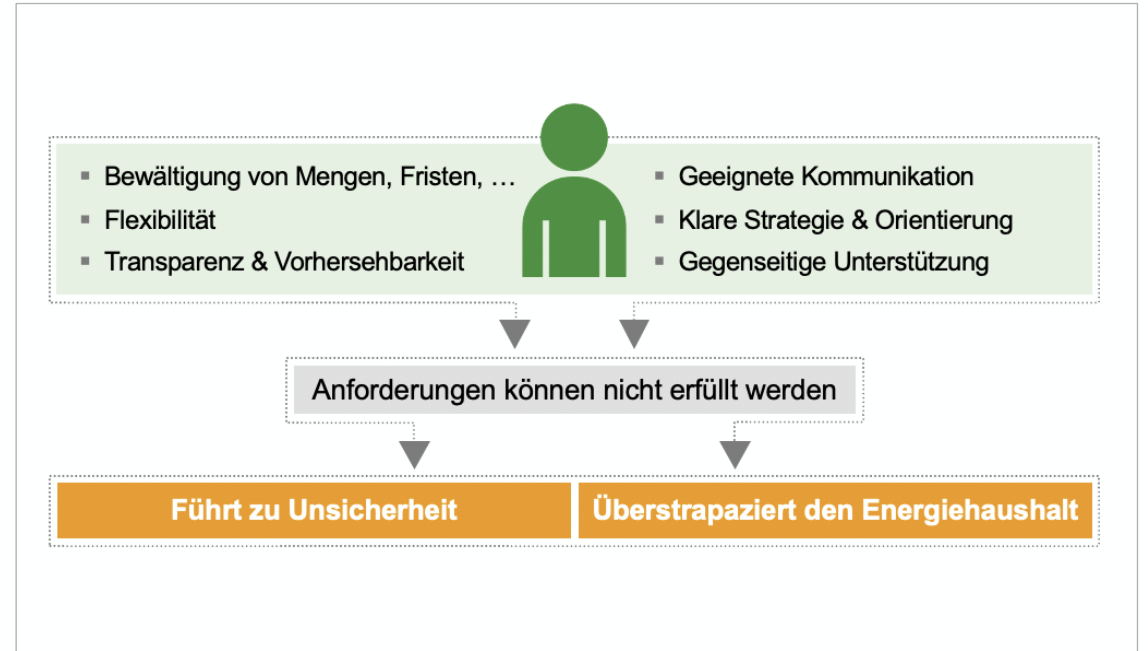 ▪ Bewältigung von Mengen, Fristen, …
▪ Flexibilität
▪ Transparenz & Vorhersehbarkeit
▪ Geeignete Kommunikation
▪ Klare Strategie & Orientierung
▪ Gegenseitige Unterstützung
Anforderungen können nicht erfüllt werden
Führt zu Unsicherheit
Überstrapaziert den Energiehaushalt